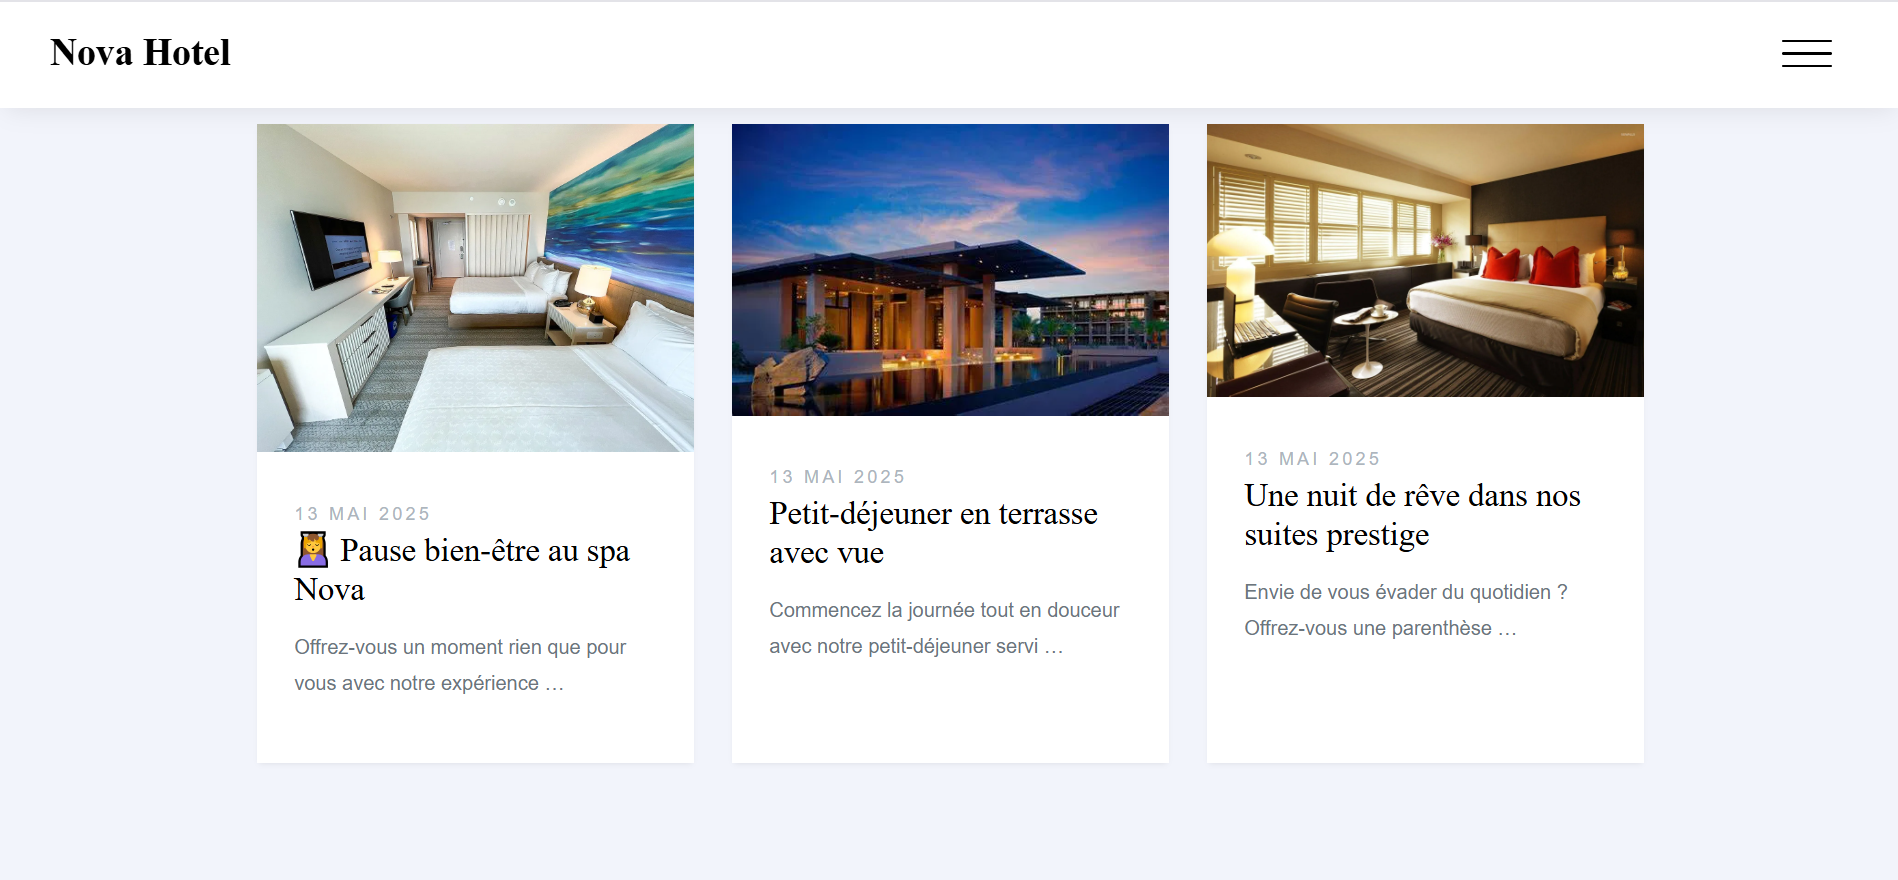 Nova Hotel
13 MAI 2025
💆 Pause bien-être au spa
Nova
Offrez-vous un moment rien que pour
vous avec notre expérience …
13 MAI 2025
Petit-déjeuner en terrasse
avec vue
Commencez la journée tout en douceur
avec notre petit-déjeuner servi …
13 MAI 2025
Une nuit de rêve dans nos
suites prestige
Envie de vous évader du quotidien ?
Offrez-vous une parenthèse …